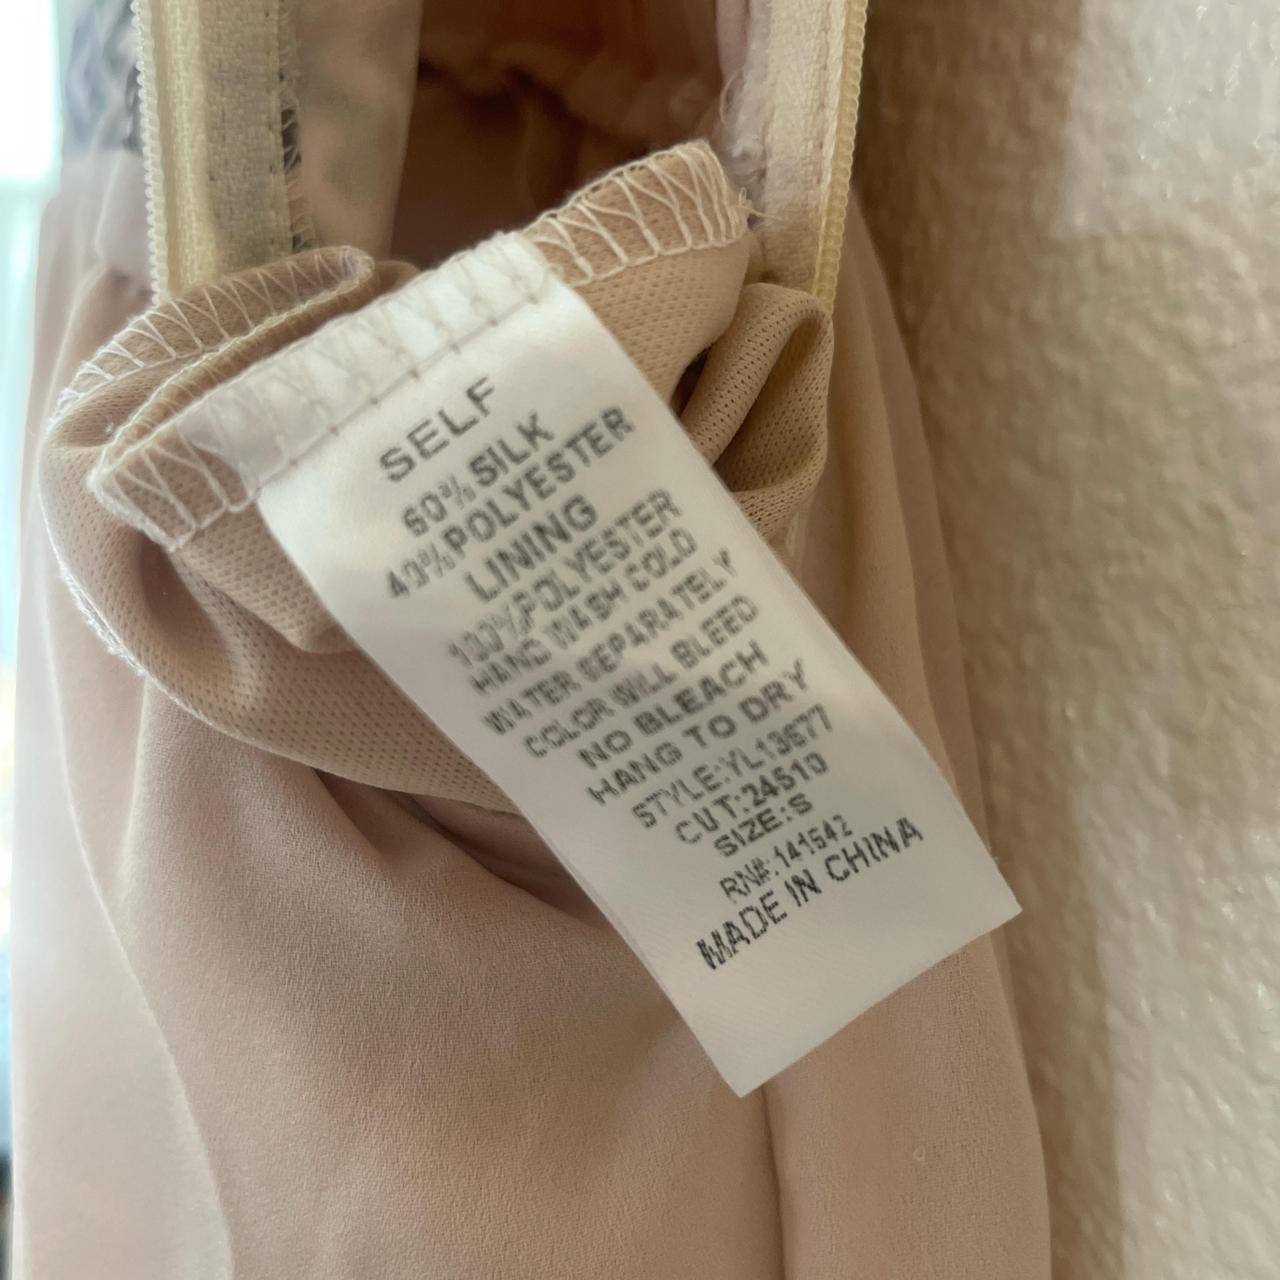 SELF
60% SILK
40% POLYESTER
LINING
100% POLYESTER
HAND WASH COLD
WATER SEPARATELY
COLOR WILL BLEED
NO BLEACH
HANG TO DRY
STYLE:YL13677
CUT:24510
SIZE:S
RN#:141542
MADE IN CHINA